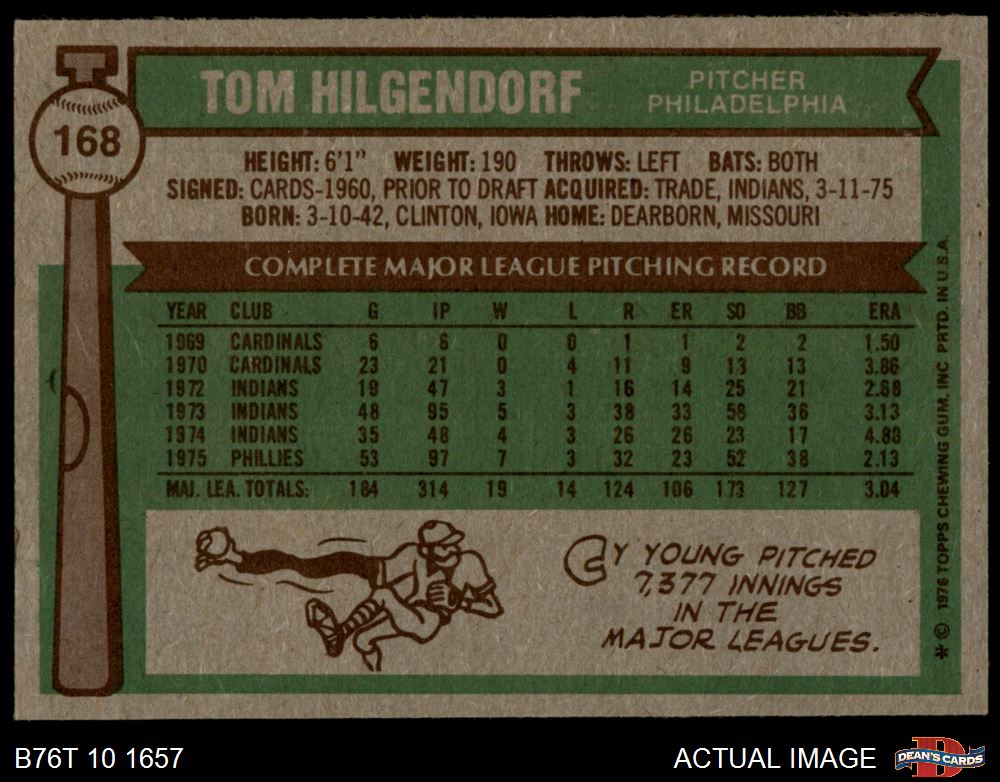 168
TOM HILGENDORF
PITCHER
PHILADELPHIA
HEIGHT: 6'1" WEIGHT: 190 THROWS: LEFT BATS: BOTH
SIGNED: CARDS-1960, PRIOR TO DRAFT ACQUIRED: TRADE, INDIANS, 3-11-75
BORN: 3-10-42, CLINTON, IOWA HOME: DEARBORN, MISSOURI
COMPLETE MAJOR LEAGUE PITCHING RECORD
YEAR CLUB G IP W L R ER SO BB ERA
1969 CARDINALS 6 6 0 0 1 1 2 2 1.50
1970 CARDINALS 23 21 0 4 11 9 13 13 3.86
1972 INDIANS 19 47 3 1 16 14 25 21 2.68
1973 INDIANS 48 95 5 3 38 33 58 36 3.13
1974 INDIANS 35 48 4 3 26 26 23 17 4.88
1975 PHILLIES 53 97 7 3 32 23 52 38 2.13
MAJ. LEA. TOTALS: 184 314 19 14 124 106 173 127 3.04
CY YOUNG PITCHED
7,377 INNINGS
IN THE
MAJOR LEAGUES.
* © 1976 TOPPS CHEWING GUM, INC PRTD. IN U.S.A.
B76T 10 1657
ACTUAL IMAGE
D
DEAN'S CARDS